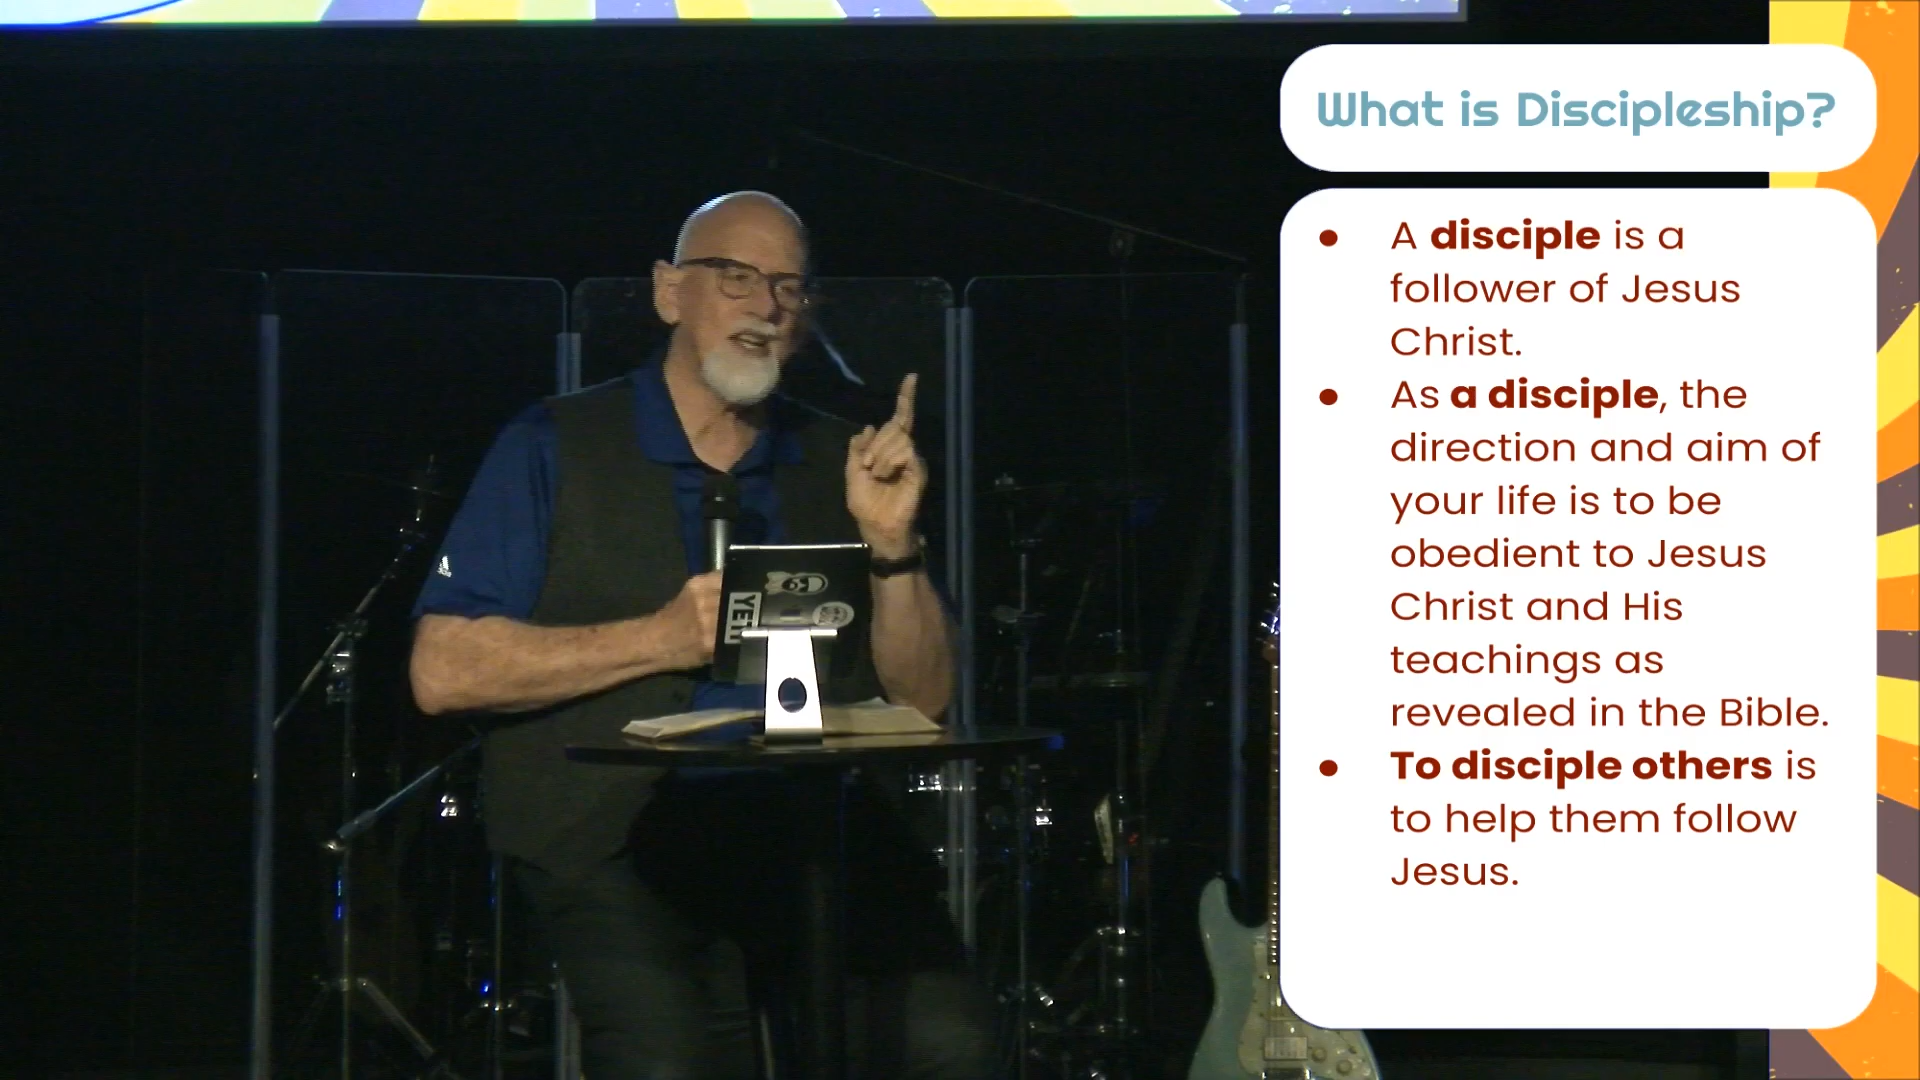 What is Discipleship?
● A disciple is a
follower of Jesus
Christ.
● As a disciple, the
direction and aim of
your life is to be
obedient to Jesus
Christ and His
teachings as
revealed in the Bible.
● To disciple others is
to help them follow
Jesus.
YETI